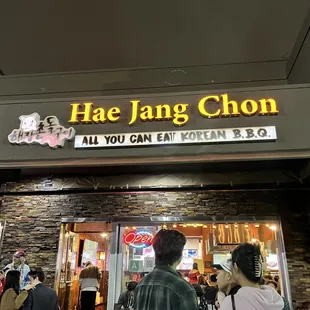 Hae Jang Chon
ALL YOU CAN EAT KOREAN B.B.Q.
Open